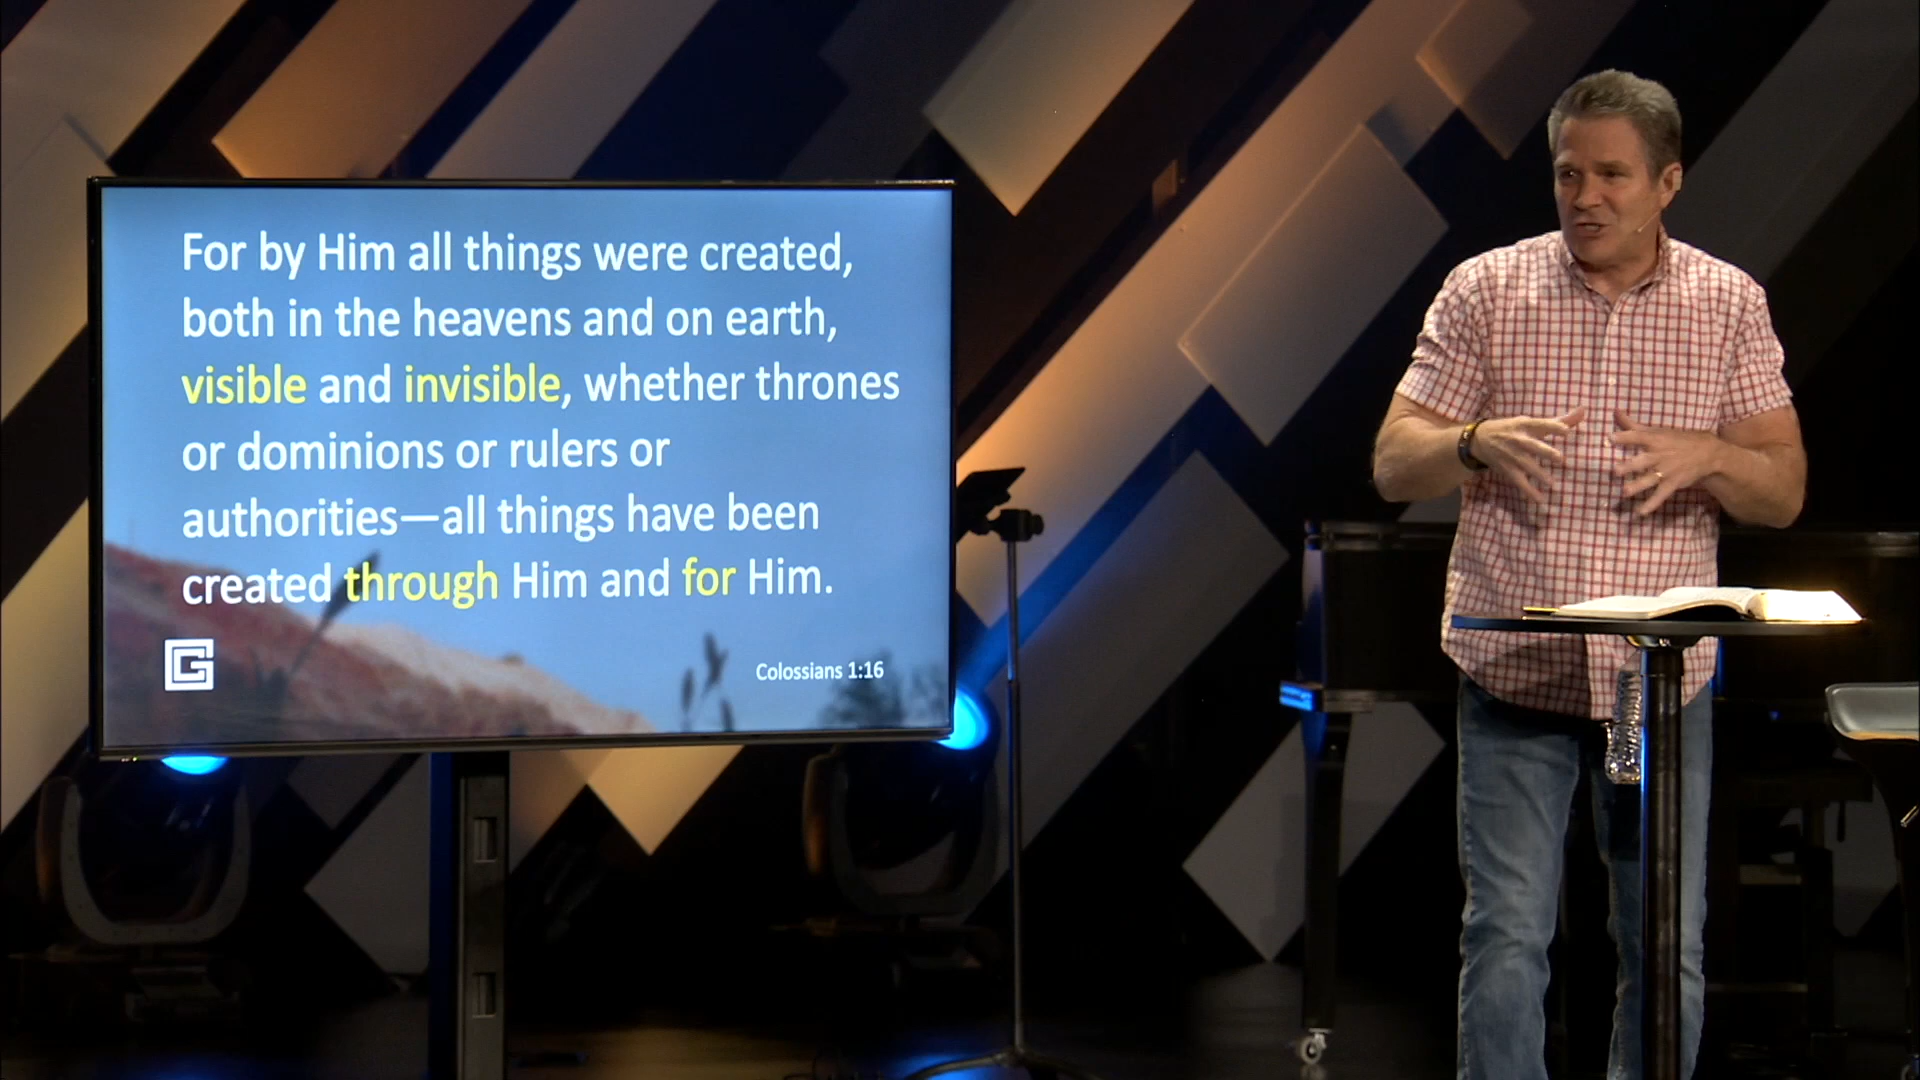 For by Him all things were created,
both in the heavens and on earth,
visible and invisible, whether thrones
or dominions or rulers or
authorities—all things have been
created through Him and for Him.
Colossians 1:16